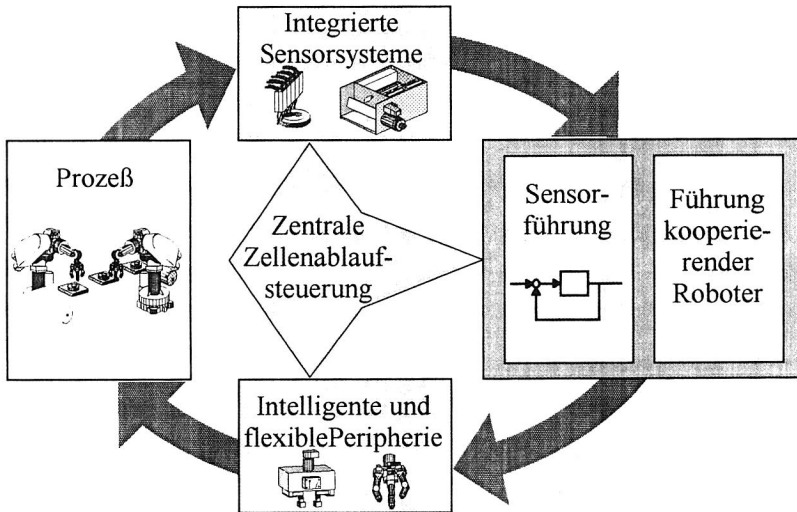 Integrierte
Sensorsysteme
Prozeß
Zentrale
Zellenablauf-
steuerung
Sensor-
führung
Führung
kooperie-
render
Roboter
Intelligente und
flexiblePeripherie